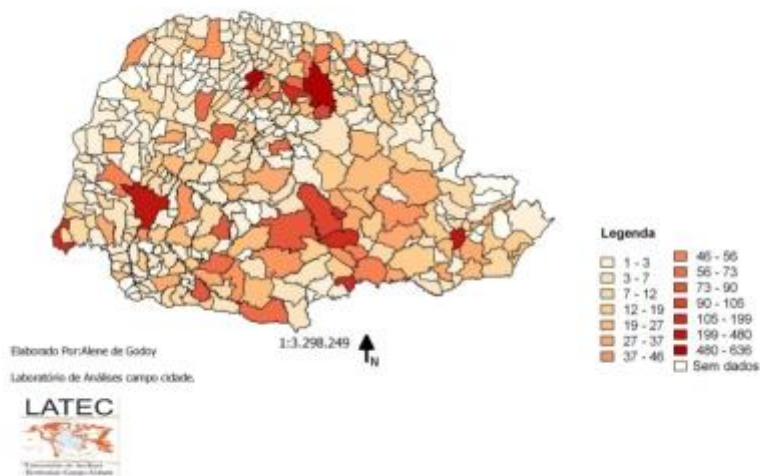 Legenda
1 - 3
3 - 7
7 - 12
12 - 19
19 - 27
27 - 37
37 - 46
46 - 56
56 - 73
73 - 90
90 - 105
105 - 199
199 - 480
480 - 636
Sem dados
1:3.298.249
N
Elaborado Por:Alene de Godoy
Laboratório de Análises campo cidade.
LATEC